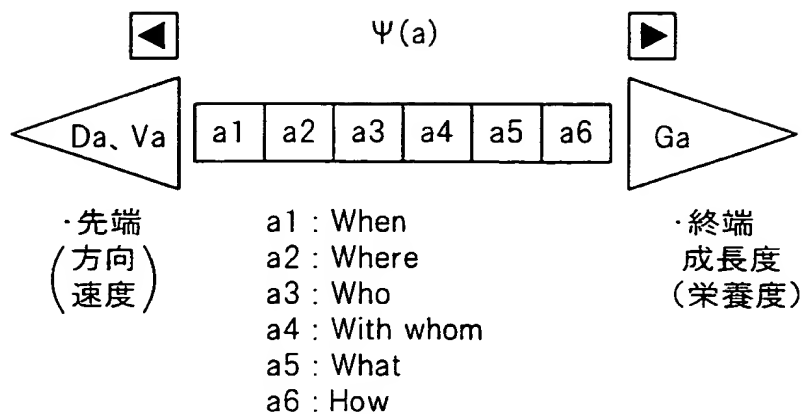 Ψ(a)
Da、Va a1 a2 a3 a4 a5 a6 Ga
・先端
(方向
速度)
a1 : When
a2 : Where
a3 : Who
a4 : With whom
a5 : What
a6 : How
・終端
成長度
(栄養度)